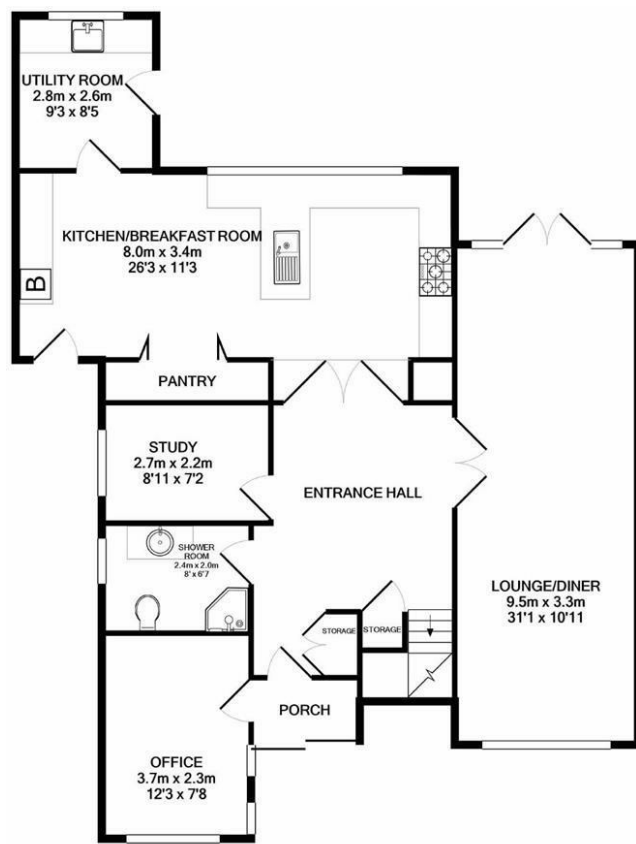 UTILITY ROOM
2.8m x 2.6m
9'3 x 8'5
KITCHEN/BREAKFAST ROOM
8.0m x 3.4m
26'3 x 11'3
B
PANTRY
STUDY
2.7m x 2.2m
8'11 x 7'2
ENTRANCE HALL
SHOWER
ROOM
2.4m x 2.0m
8' x 6'7
LOUNGE/DINER
9.5m x 3.3m
31'1 x 10'11
STORAGE
STORAGE
PORCH
OFFICE
3.7m x 2.3m
12'3 x 7'8